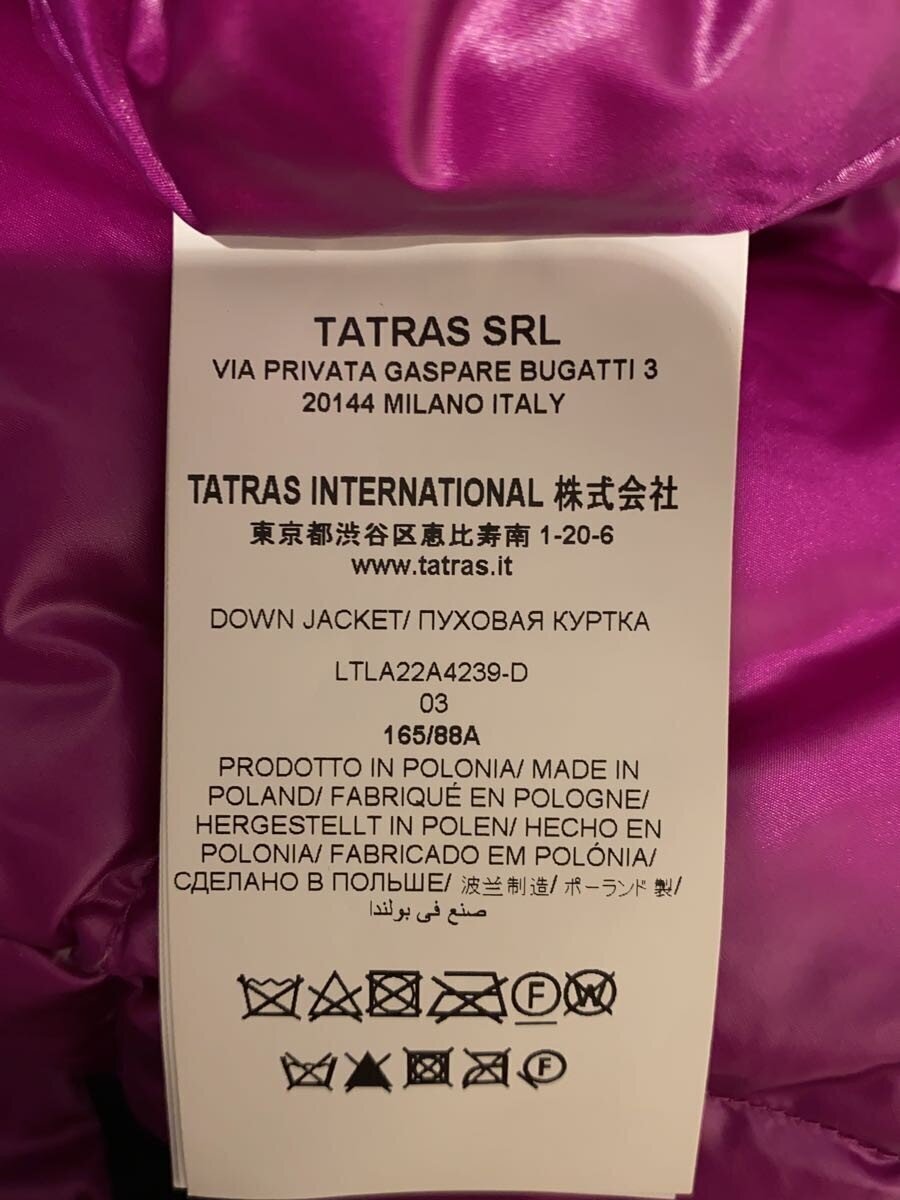 TATRAS SRL
VIA PRIVATA GASPARE BUGATTI 3
20144 MILANO ITALY
TATRAS INTERNATIONAL 株式会社
東京都渋谷区恵比寿南 1-20-6
www.tatras.it
DOWN JACKET/ ПУХОВАЯ КУРТКА
LTLA22A4239-D
03
165/88A
PRODOTTO IN POLONIA/ MADE IN
POLAND/ FABRIQUÉ EN POLOGNE/
HERGESTELLT IN POLEN/ HECHO EN
POLONIA/ FABRICADO EM POLÓNIA/
СДЕЛАНО В ПОЛЬШЕ/ 波兰制造/ ポーランド製/
صنع في بولندا
F W
F